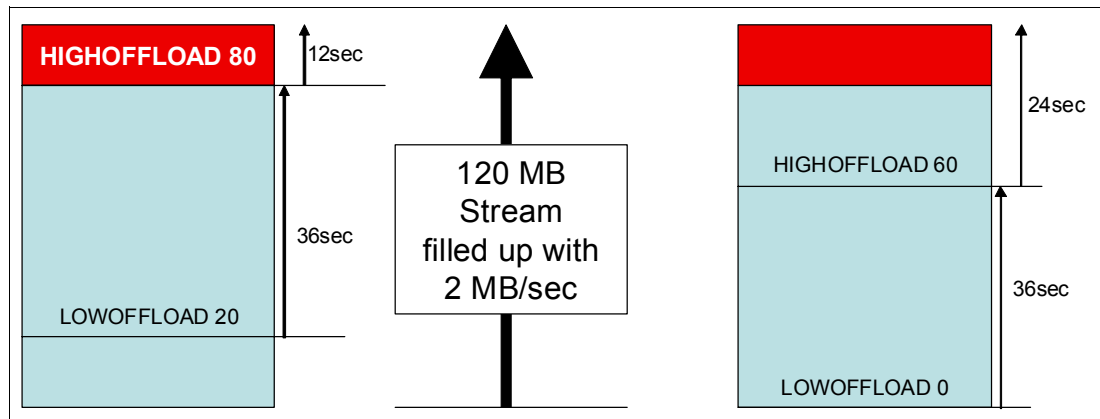 HIGHOFFLOAD 80
12sec
36sec
LOWOFFLOAD 20
120 MB
Stream
filled up with
2 MB/sec
24sec
HIGHOFFLOAD 60
36sec
LOWOFFLOAD 0